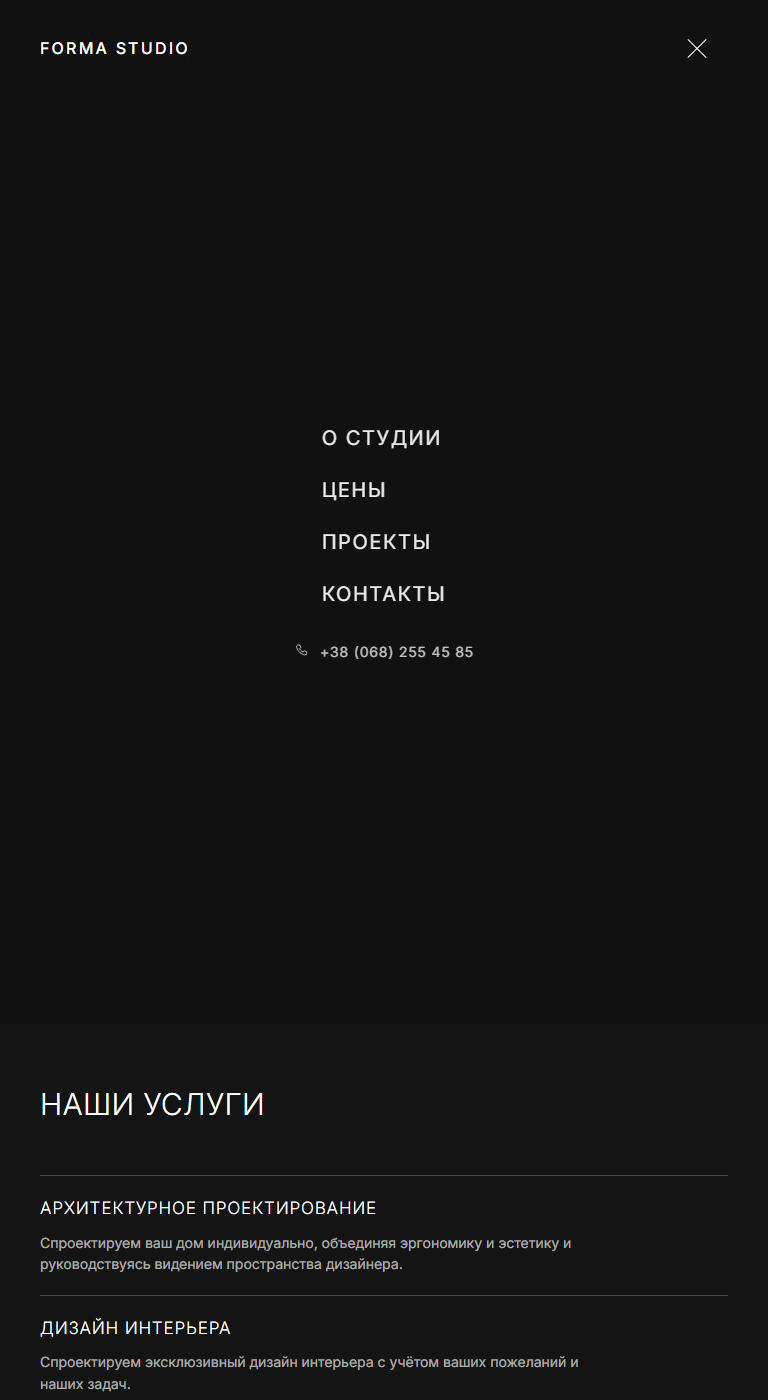 FORMA STUDIO
О СТУДИИ
ЦЕНЫ
ПРОЕКТЫ
КОНТАКТЫ
+38 (068) 255 45 85
НАШИ УСЛУГИ
АРХИТЕКТУРНОЕ ПРОЕКТИРОВАНИЕ
Спроектируем ваш дом индивидуально, объединяя эргономику и эстетику и
руководствуясь видением пространства дизайнера.
ДИЗАЙН ИНТЕРЬЕРА
Спроектируем эксклюзивный дизайн интерьера с учётом ваших пожеланий и
наших задач.